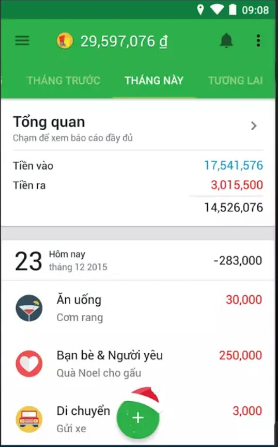 09:08
29,597,076 đ
THÁNG TRƯỚC THÁNG NÀY TƯƠNG LAI
Tổng quan
Chạm để xem báo cáo đầy đủ
Tiền vào 17,541,576
Tiền ra 3,015,500
14,526,076
23 Hôm nay
tháng 12 2015
-283,000
Ăn uống 30,000
Cơm rang
Bạn bè & Người yêu 250,000
Quà Noel cho gấu
Di chuyển 3,000
Gửi xe